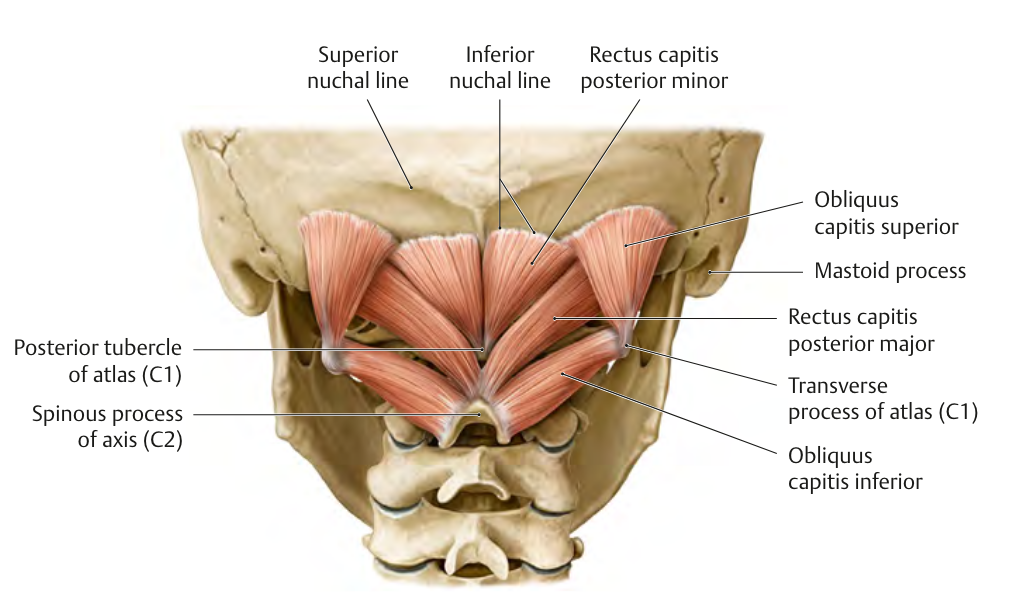 Superior
nuchal line
Inferior
nuchal line
Rectus capitis
posterior minor
Obliquus
capitis superior
Mastoid process
Rectus capitis
posterior major
Posterior tubercle
of atlas (C1)
Transverse
process of atlas (C1)
Spinous process
of axis (C2)
Obliquus
capitis inferior